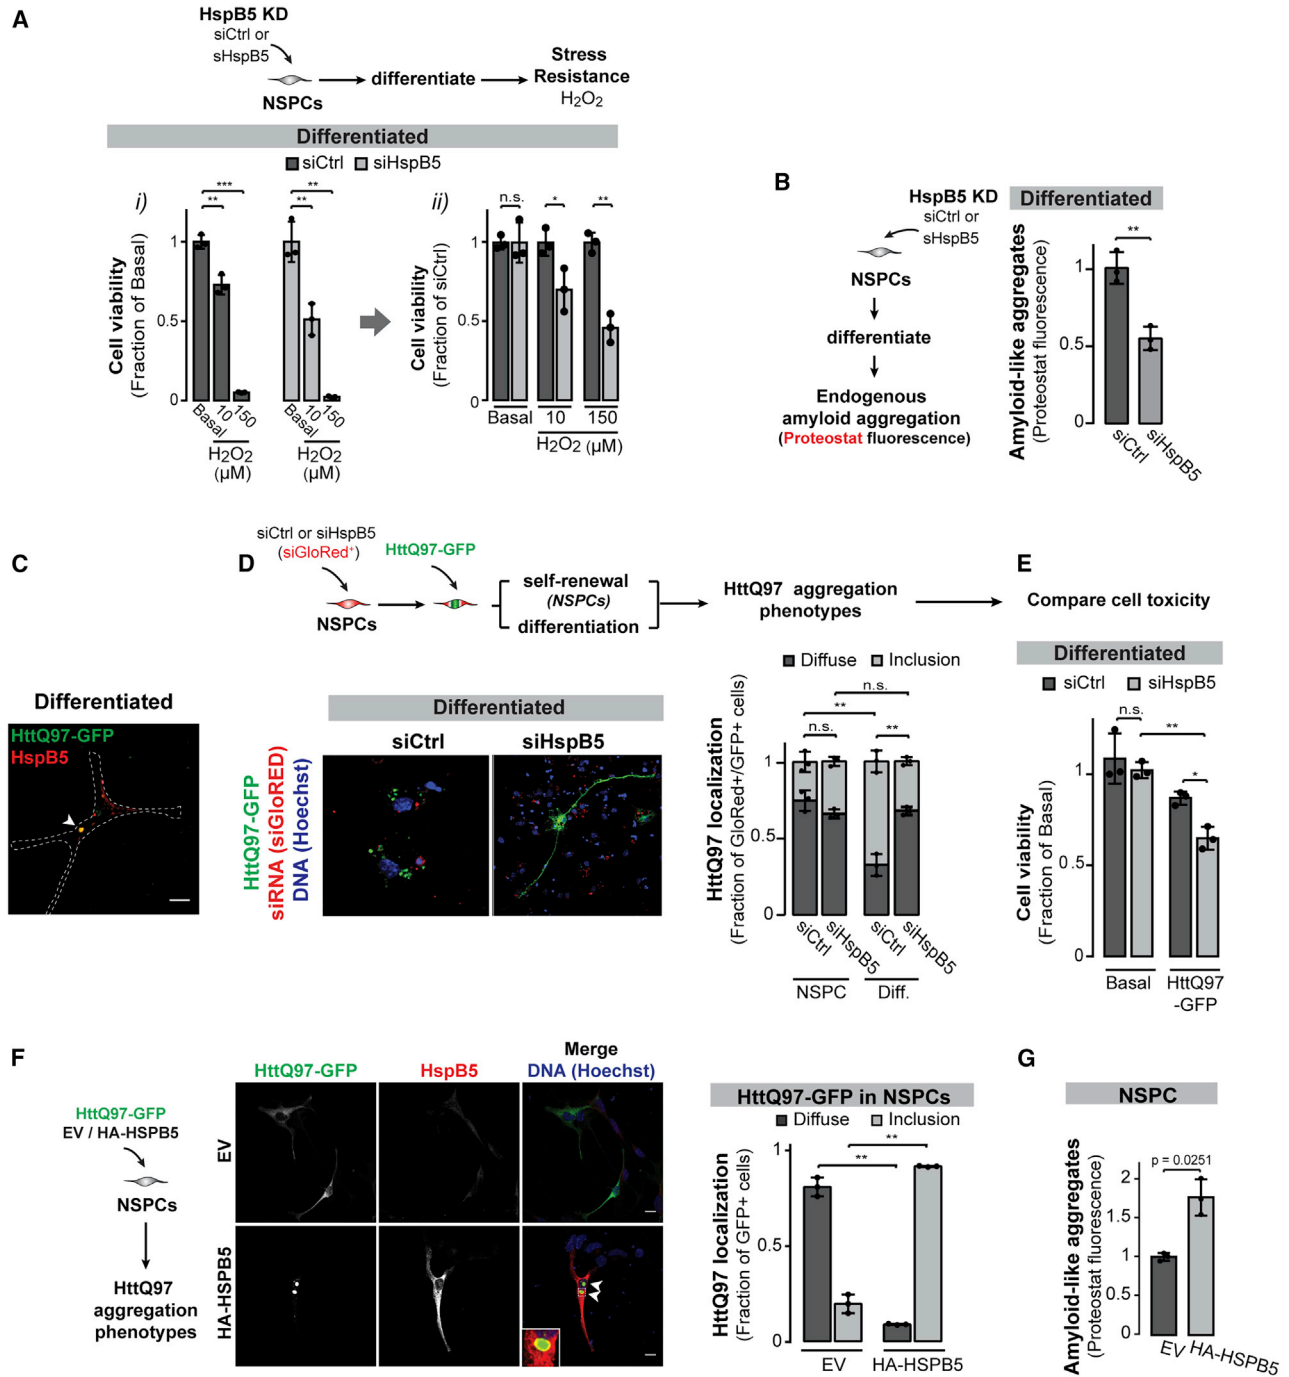 A
HspB5 KD
siCtrl or
sHspB5
NSPCs
differentiate
Stress
Resistance
H2O2
Differentiated
siCtrl siHspB5
i)
*** 
**
**
**
Cell viability
(Fraction of Basal)
1
0.5
0
Basal
10
150
H2O2
(µM)
Basal
10
150
H2O2
(µM)
ii)
n.s.
*
**
Cell viability
(Fraction of siCtrl)
1
0.5
0
Basal 10 150
H2O2 (µM)
B
HspB5 KD
siCtrl or
sHspB5
NSPCs
differentiate
Endogenous
amyloid aggregation
(Proteostat fluorescence)
Differentiated
**
Amyloid-like aggregates
(Proteostat fluorescence)
1
0.5
0
siCtrl
siHspB5
C
Differentiated
HttQ97-GFP
HspB5
D
siCtrl or siHspB5
(siGloRed+)
HttQ97-GFP
NSPCs
self-renewal
(NSPCs)
differentiation
HttQ97 aggregation
phenotypes
Differentiated
siCtrl siHspB5
HttQ97-GFP
siRNA (siGloRED)
DNA (Hoechst)
Diffuse Inclusion
n.s.
**
n.s.
**
HttQ97 localization
(Fraction of GloRed+/GFP+ cells)
1
0.5
0
siCtrl
siHspB5
siCtrl
siHspB5
NSPC Diff.
E
Compare cell toxicity
Differentiated
siCtrl siHspB5
n.s.
**
*
Cell viability
(Fraction of Basal)
1
0.5
0
Basal HttQ97
-GFP
F
HttQ97-GFP
EV / HA-HSPB5
NSPCs
HttQ97
aggregation
phenotypes
HttQ97-GFP
HspB5
Merge
DNA (Hoechst)
EV
HA-HSPB5
HttQ97-GFP in NSPCs
Diffuse Inclusion
**
**
HttQ97 localization
(Fraction of GFP+ cells)
1
0.5
0
EV HA-HSPB5
G
NSPC
p = 0.0251
Amyloid-like aggregates
(Proteostat fluorescence)
2
1
1
0
EV
HA-HSPB5